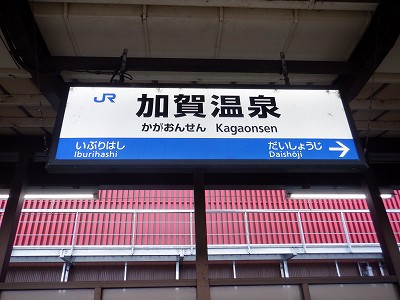 JR
加賀温泉
かがおんせん Kagaonsen
いぶりはし だいしょうじ
Iburihashi Daishōji →